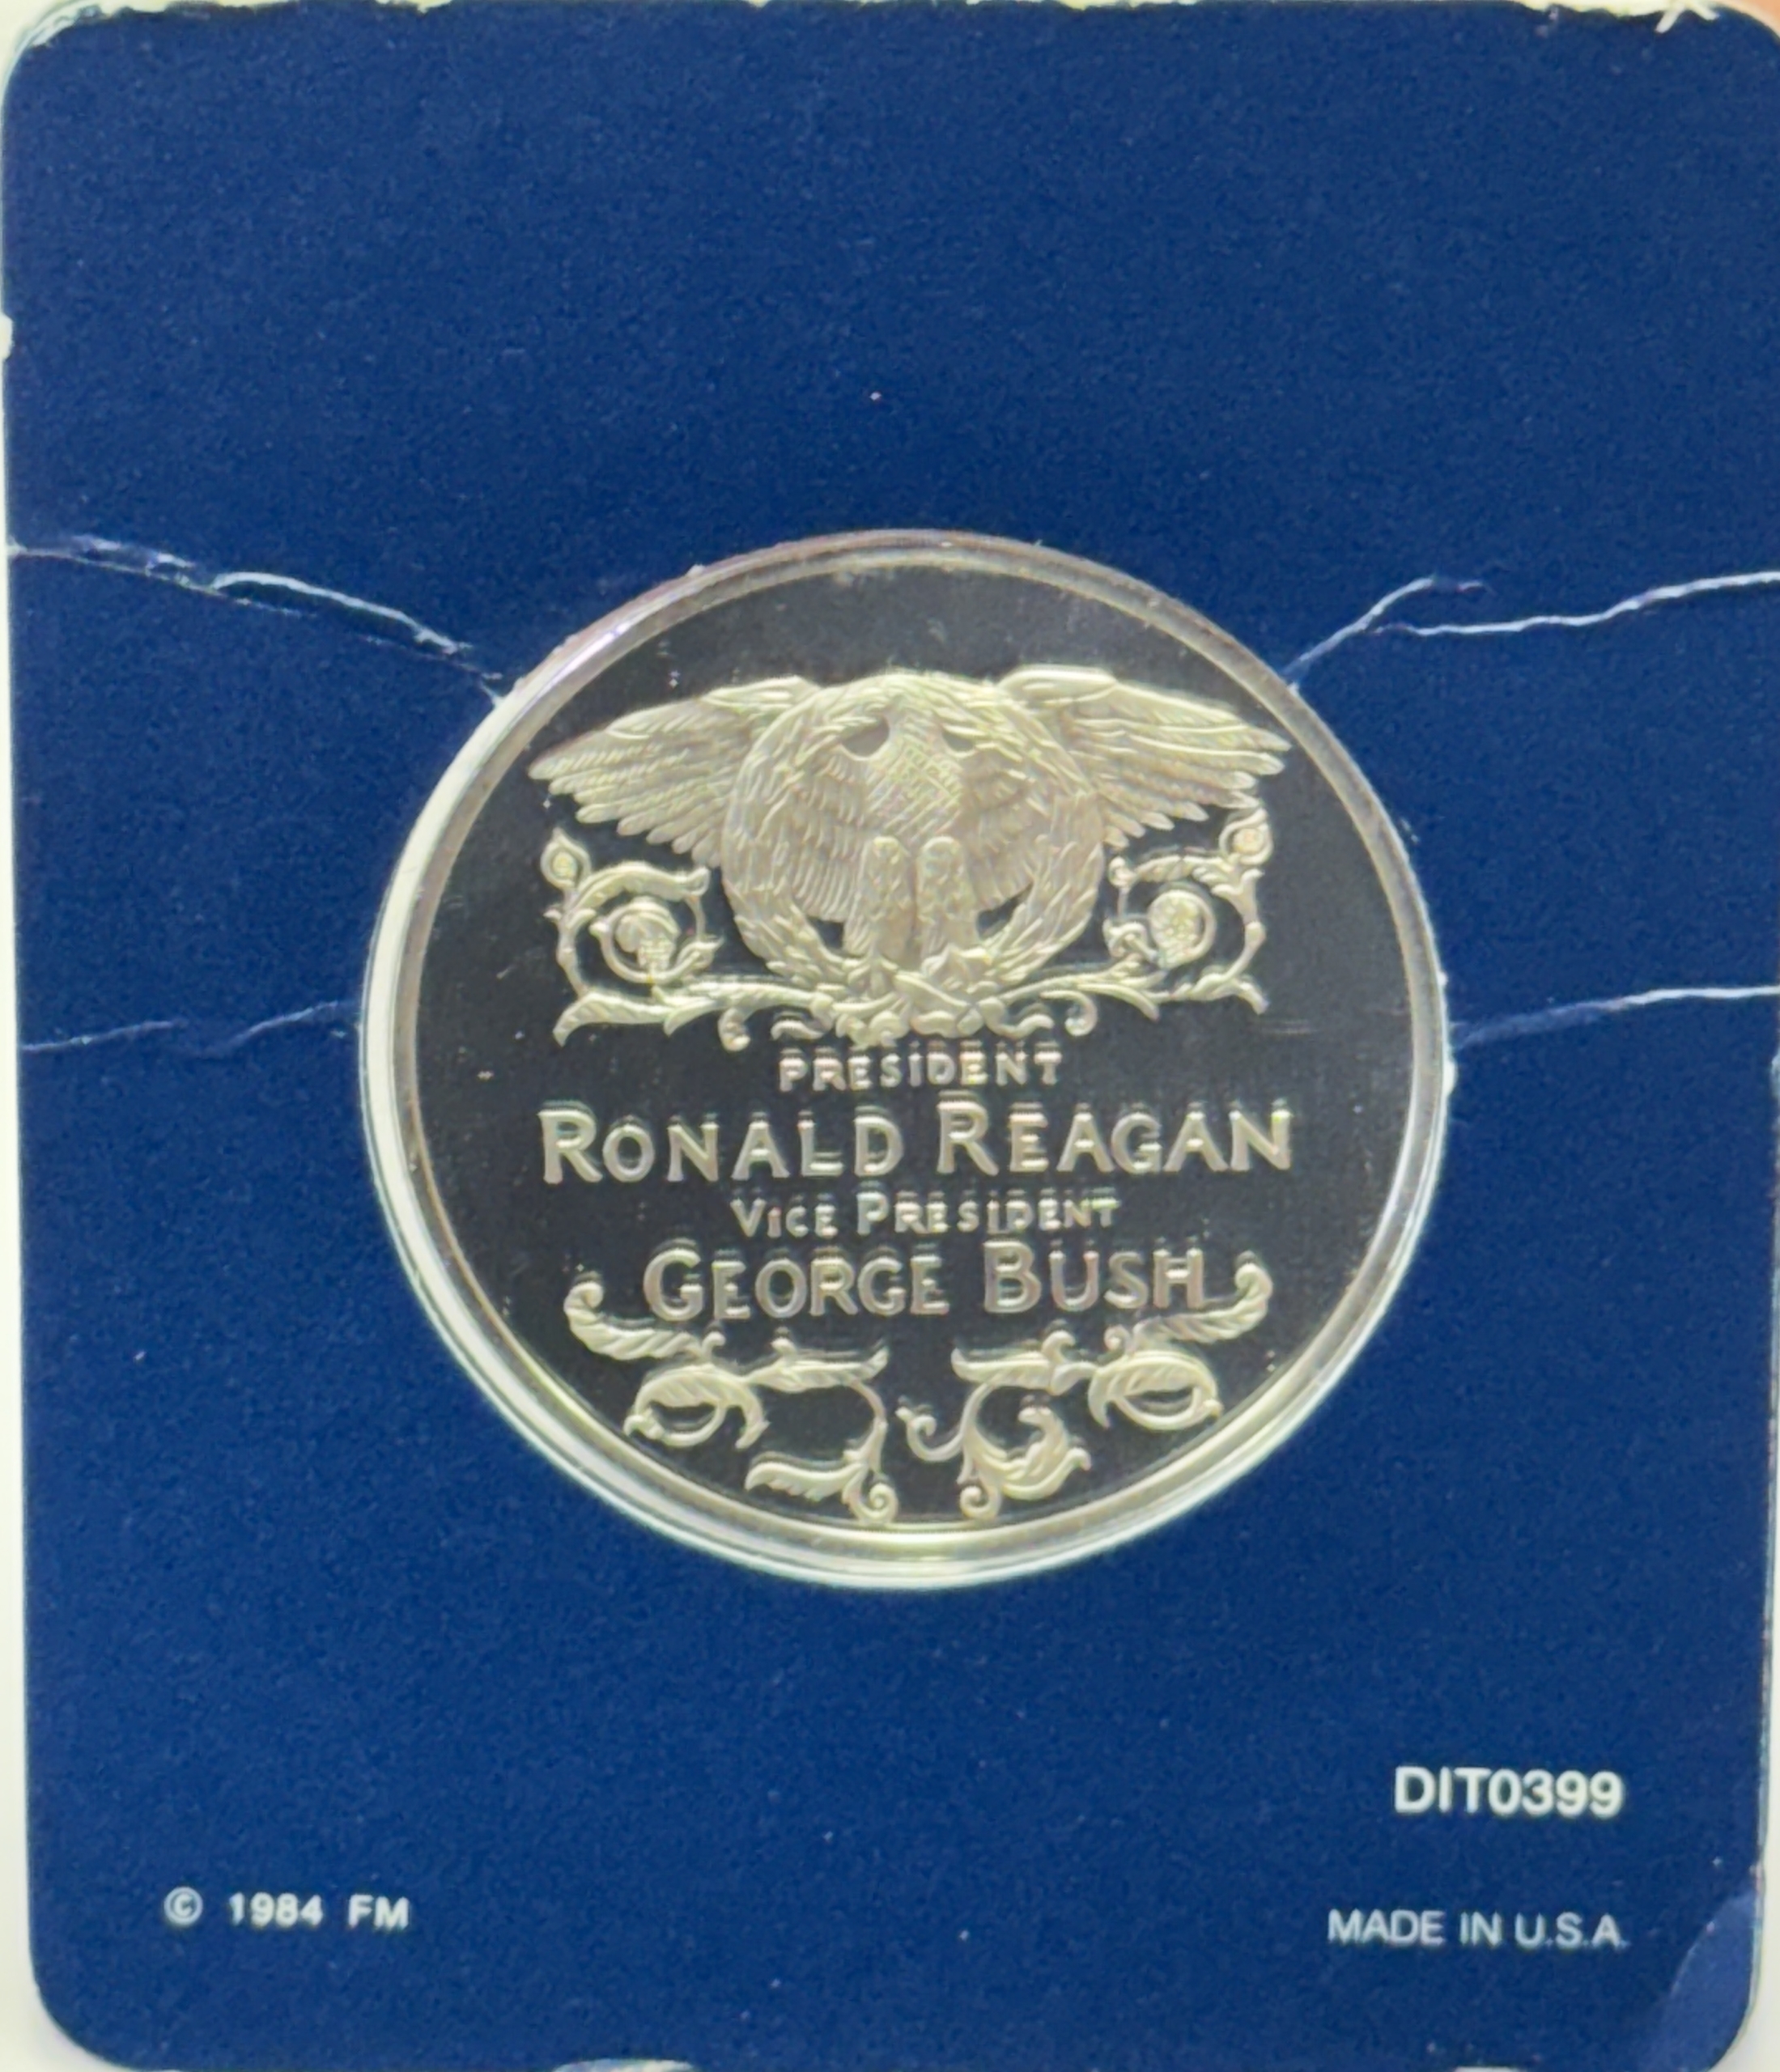 PRESIDENT
RONALD REAGAN
VICE PRESIDENT
GEORGE BUSH
DIT0399
© 1984 FM
MADE IN U.S.A.